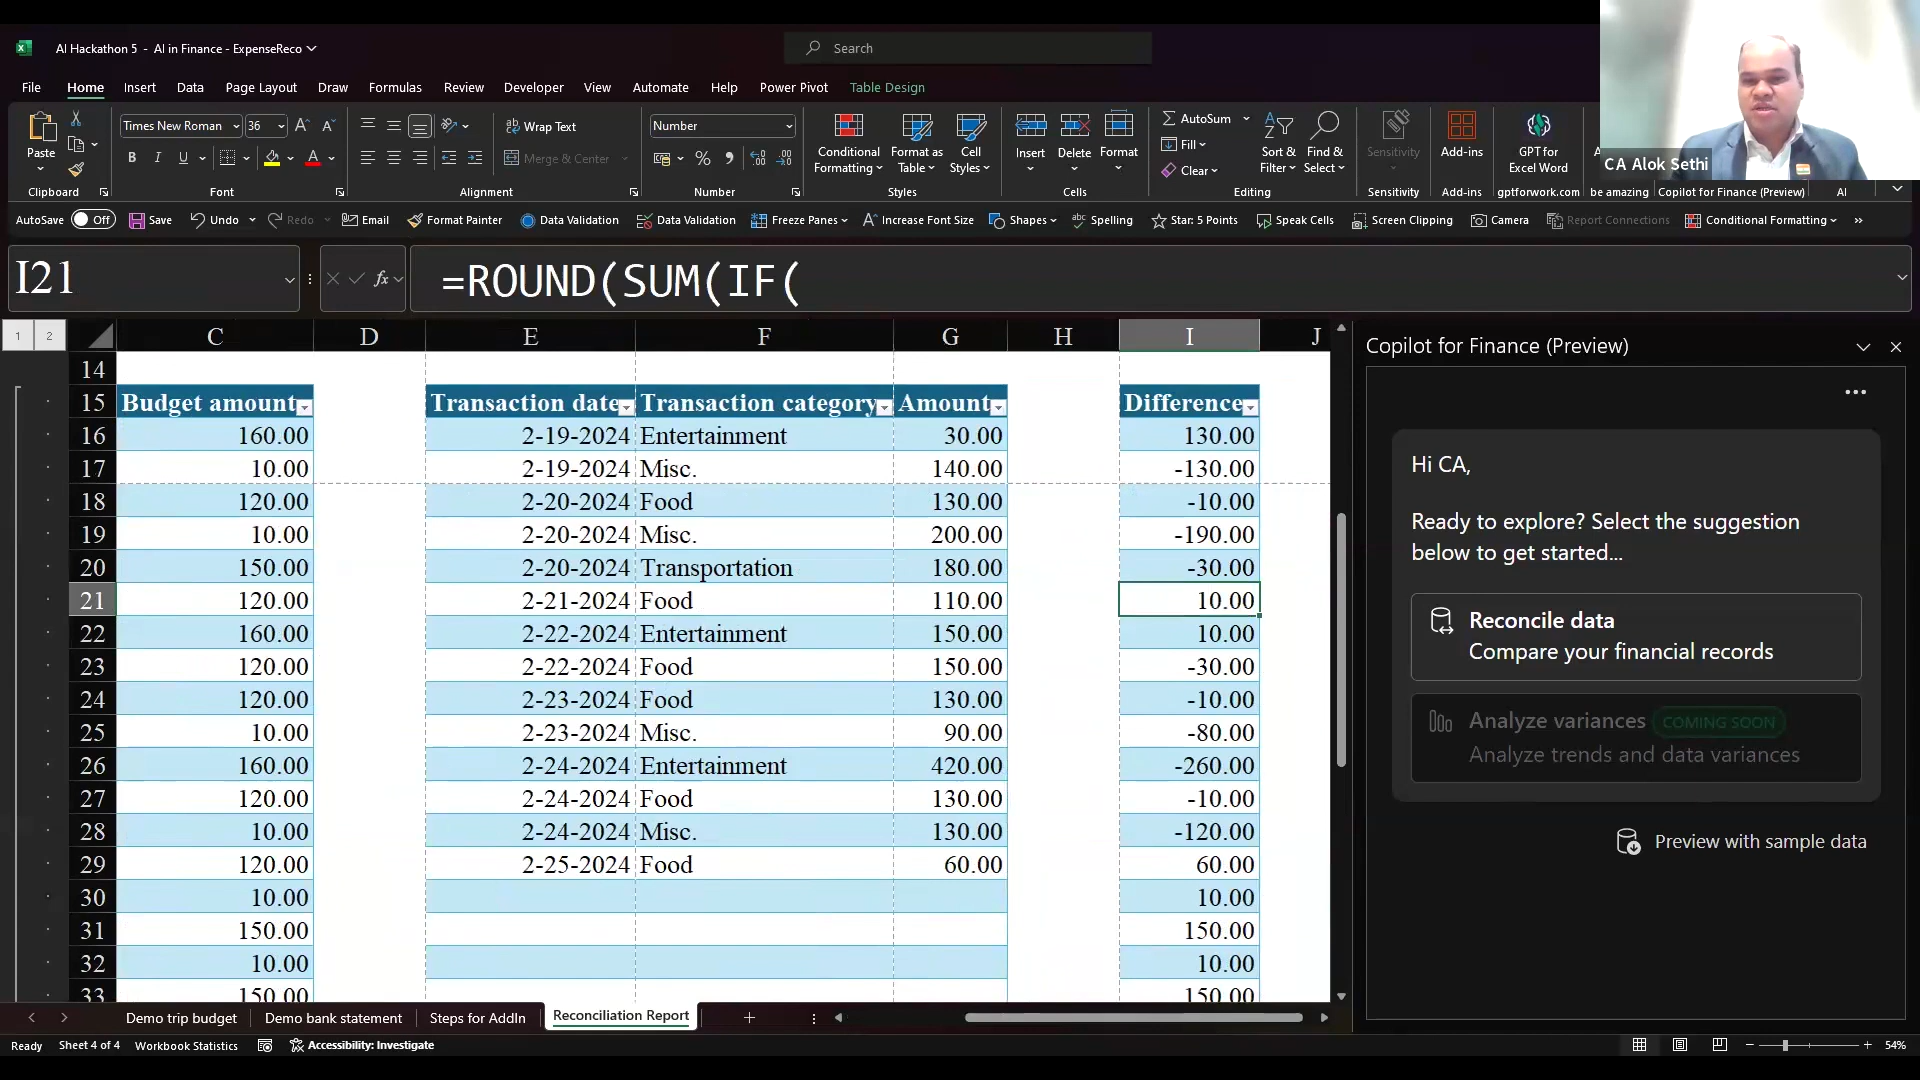 AI Hackathon 5 - AI in Finance - ExpenseReco
Search
File Home Insert Data Page Layout Draw Formulas Review Developer View Automate Help Power Pivot Table Design
Paste
Clipboard
Times New Roman 36
B I U
Font
Wrap Text
Merge & Center
Alignment
Number
Number
Conditional Formatting
Format as Table
Cell Styles
Styles
Insert
Delete
Format
Cells
AutoSum
Fill
Clear
Sort & Filter
Find & Select
Editing
Sensitivity
Sensitivity
Add-ins
Add-ins
GPT for Excel Word
gptforwork.com
be amazing
Copilot for Finance (Preview)
AI
CA Alok Sethi
AutoSave Off Save Undo Redo Email Format Painter Data Validation Data Validation Freeze Panes Increase Font Size Shapes Spelling Star: 5 Points Speak Cells Screen Clipping Camera Report Connections Conditional Formatting
I21 fx =ROUND(SUM(IF(
1 2 C D E F G H I J
14
15 Budget amount Transaction date Transaction category Amount Difference
16 160.00 2-19-2024 Entertainment 30.00 130.00
17 10.00 2-19-2024 Misc. 140.00 -130.00
18 120.00 2-20-2024 Food 130.00 -10.00
19 10.00 2-20-2024 Misc. 200.00 -190.00
20 150.00 2-20-2024 Transportation 180.00 -30.00
21 120.00 2-21-2024 Food 110.00 10.00
22 160.00 2-22-2024 Entertainment 150.00 10.00
23 120.00 2-22-2024 Food 150.00 -30.00
24 120.00 2-23-2024 Food 130.00 -10.00
25 10.00 2-23-2024 Misc. 90.00 -80.00
26 160.00 2-24-2024 Entertainment 420.00 -260.00
27 120.00 2-24-2024 Food 130.00 -10.00
28 10.00 2-24-2024 Misc. 130.00 -120.00
29 120.00 2-25-2024 Food 60.00 60.00
30 10.00 10.00
31 150.00 150.00
32 10.00 10.00
33 150.00 150.00
Copilot for Finance (Preview)
Hi CA,
Ready to explore? Select the suggestion
below to get started...
Reconcile data
Compare your financial records
Analyze variances COMING SOON
Analyze trends and data variances
Preview with sample data
Demo trip budget Demo bank statement Steps for AddIn Reconciliation Report
Ready Sheet 4 of 4 Workbook Statistics Accessibility: Investigate 54%